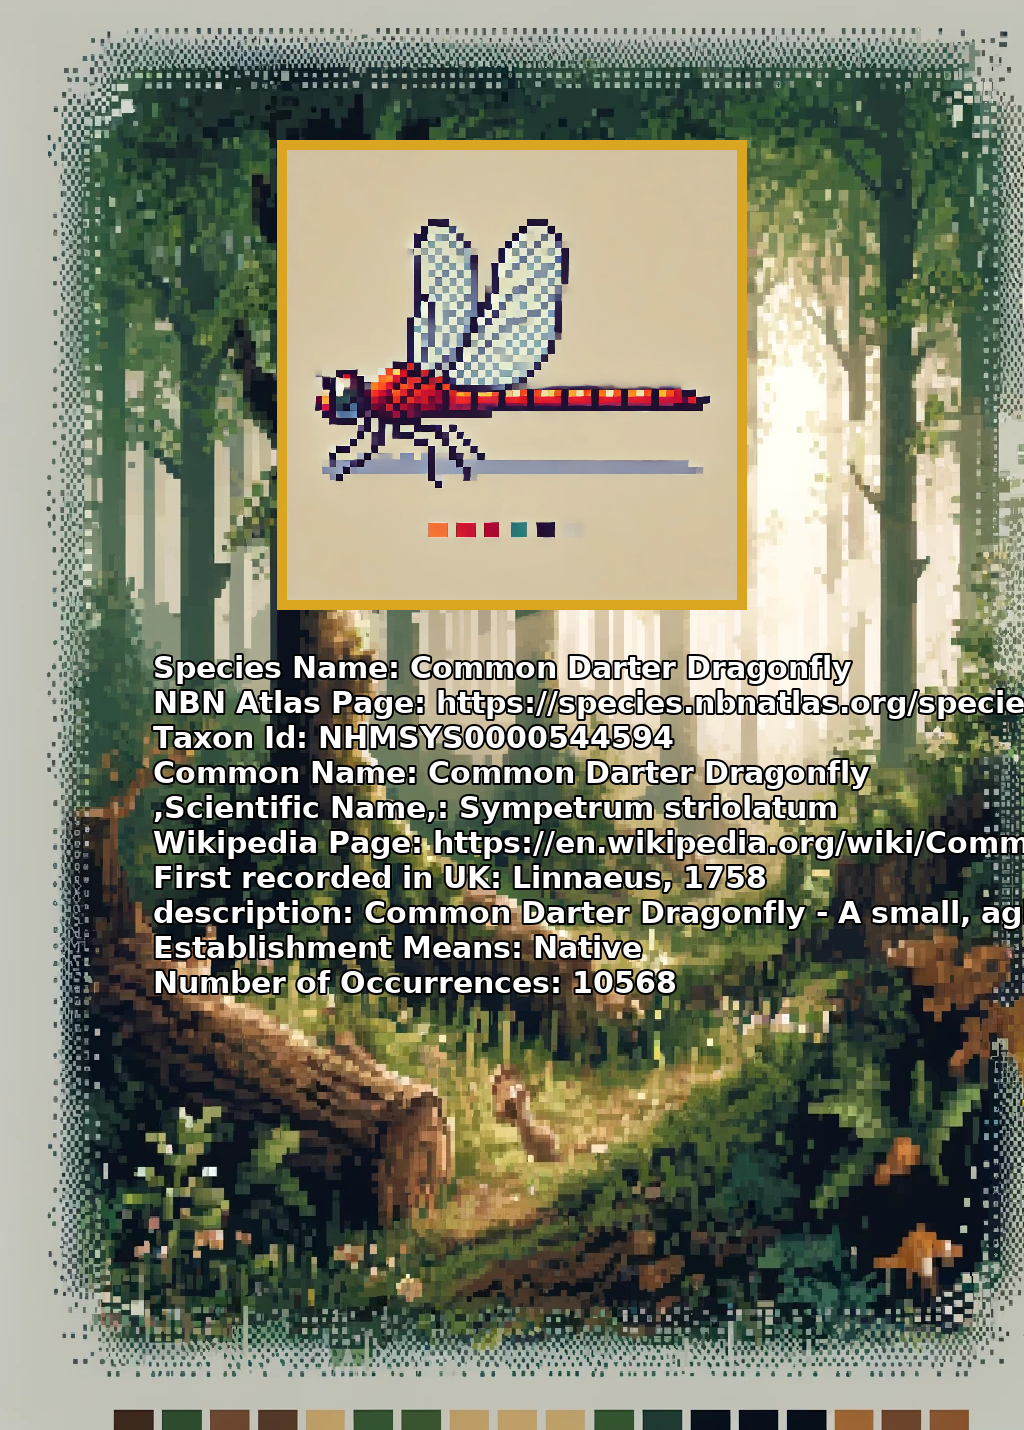 Species Name: Common Darter Dragonfly
NBN Atlas Page: https://species.nbnatlas.org/specie
Taxon Id: NHMSYS0000544594
Common Name: Common Darter Dragonfly
,Scientific Name,: Sympetrum striolatum
Wikipedia Page: https://en.wikipedia.org/wiki/Comm
First recorded in UK: Linnaeus, 1758
description: Common Darter Dragonfly - A small, ag
Establishment Means: Native
Number of Occurrences: 10568